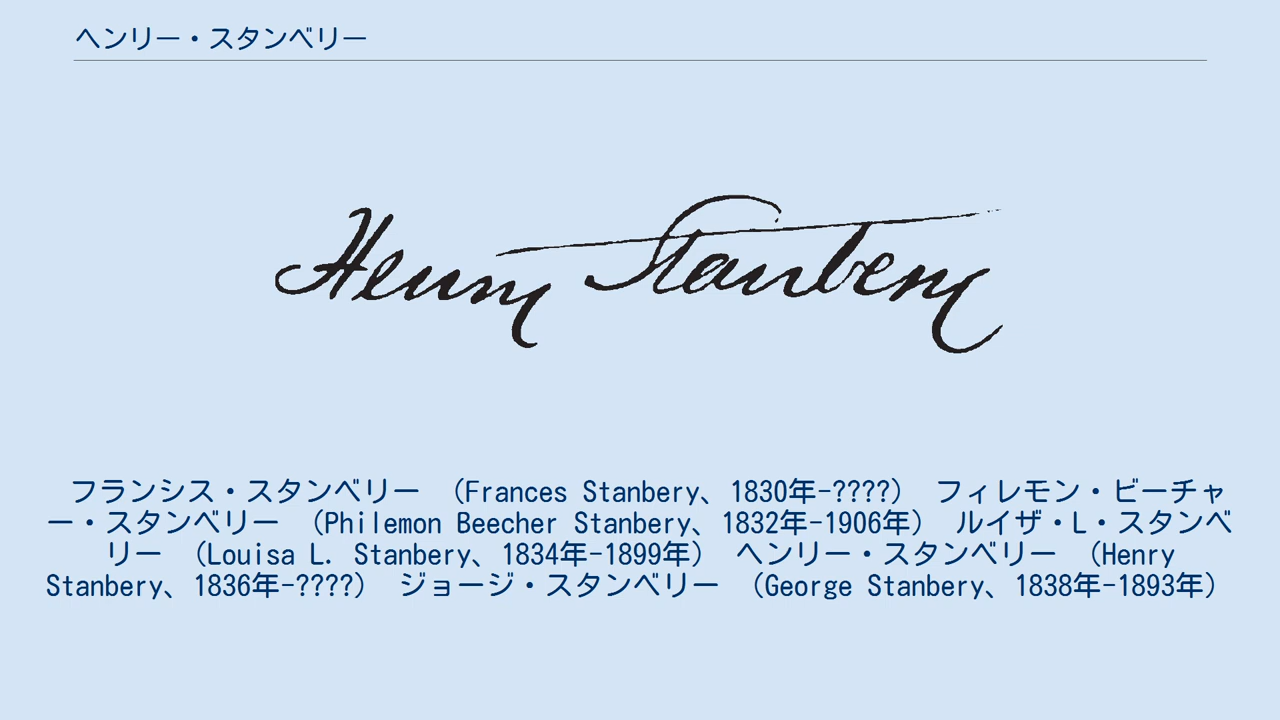 ヘンリー・スタンベリー
Henry Stanbery
フランシス・スタンベリー　（Frances Stanbery、1830年-????）　フィレモン・ビーチャ
ー・スタンベリー　（Philemon Beecher Stanbery、1832年-1906年）　ルイザ・L・スタンベ
リー　（Louisa L. Stanbery、1834年-1899年）　ヘンリー・スタンベリー　（Henry
Stanbery、1836年-????）　ジョージ・スタンベリー　（George Stanbery、1838年-1893年）